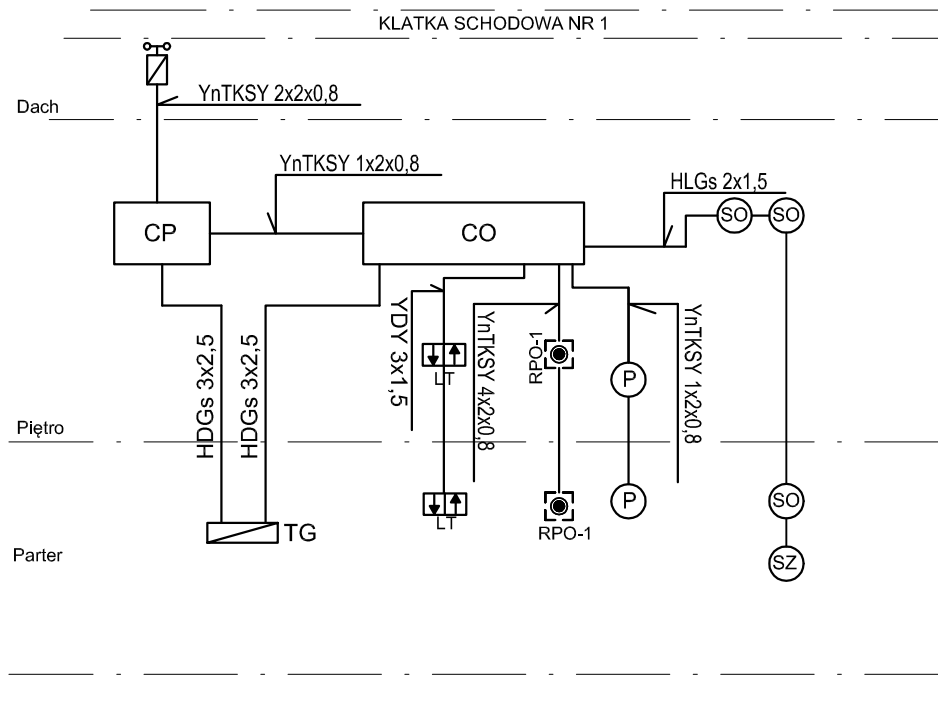 KLATKA SCHODOWA NR 1
YnTKSY 2x2x0,8
Dach
YnTKSY 1x2x0,8
HLGs 2x1,5
CP
CO
SO
SO
YDY 3x1,5
YnTKSY 4x2x0,8
YnTKSY 1x2x0,8
HDGs 3x2,5
HDGs 3x2,5
LT
RPO-1
P
Piętro
LT
RPO-1
P
SO
TG
Parter
SZ